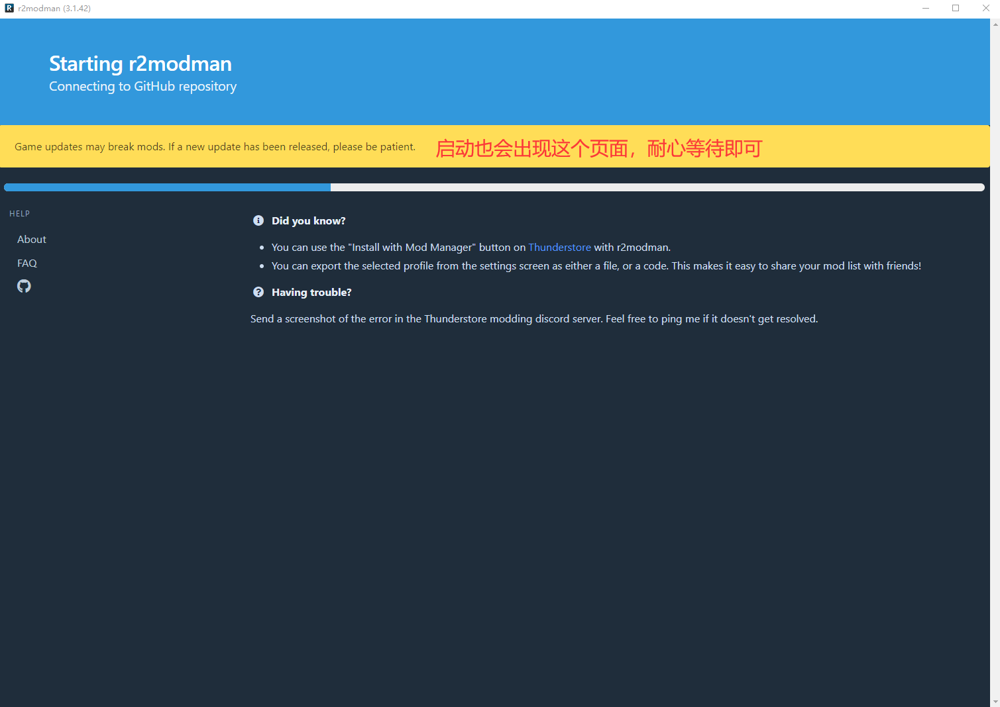 r2modman (3.1.42)
Starting r2modman
Connecting to GitHub repository
Game updates may break mods. If a new update has been released, please be patient. 启动也会出现这个页面，耐心等待即可
HELP
About
FAQ
Did you know?
You can use the "Install with Mod Manager" button on Thunderstore with r2modman.
You can export the selected profile from the settings screen as either a file, or a code. This makes it easy to share your mod list with friends!
Having trouble?
Send a screenshot of the error in the Thunderstore modding discord server. Feel free to ping me if it doesn't get resolved.